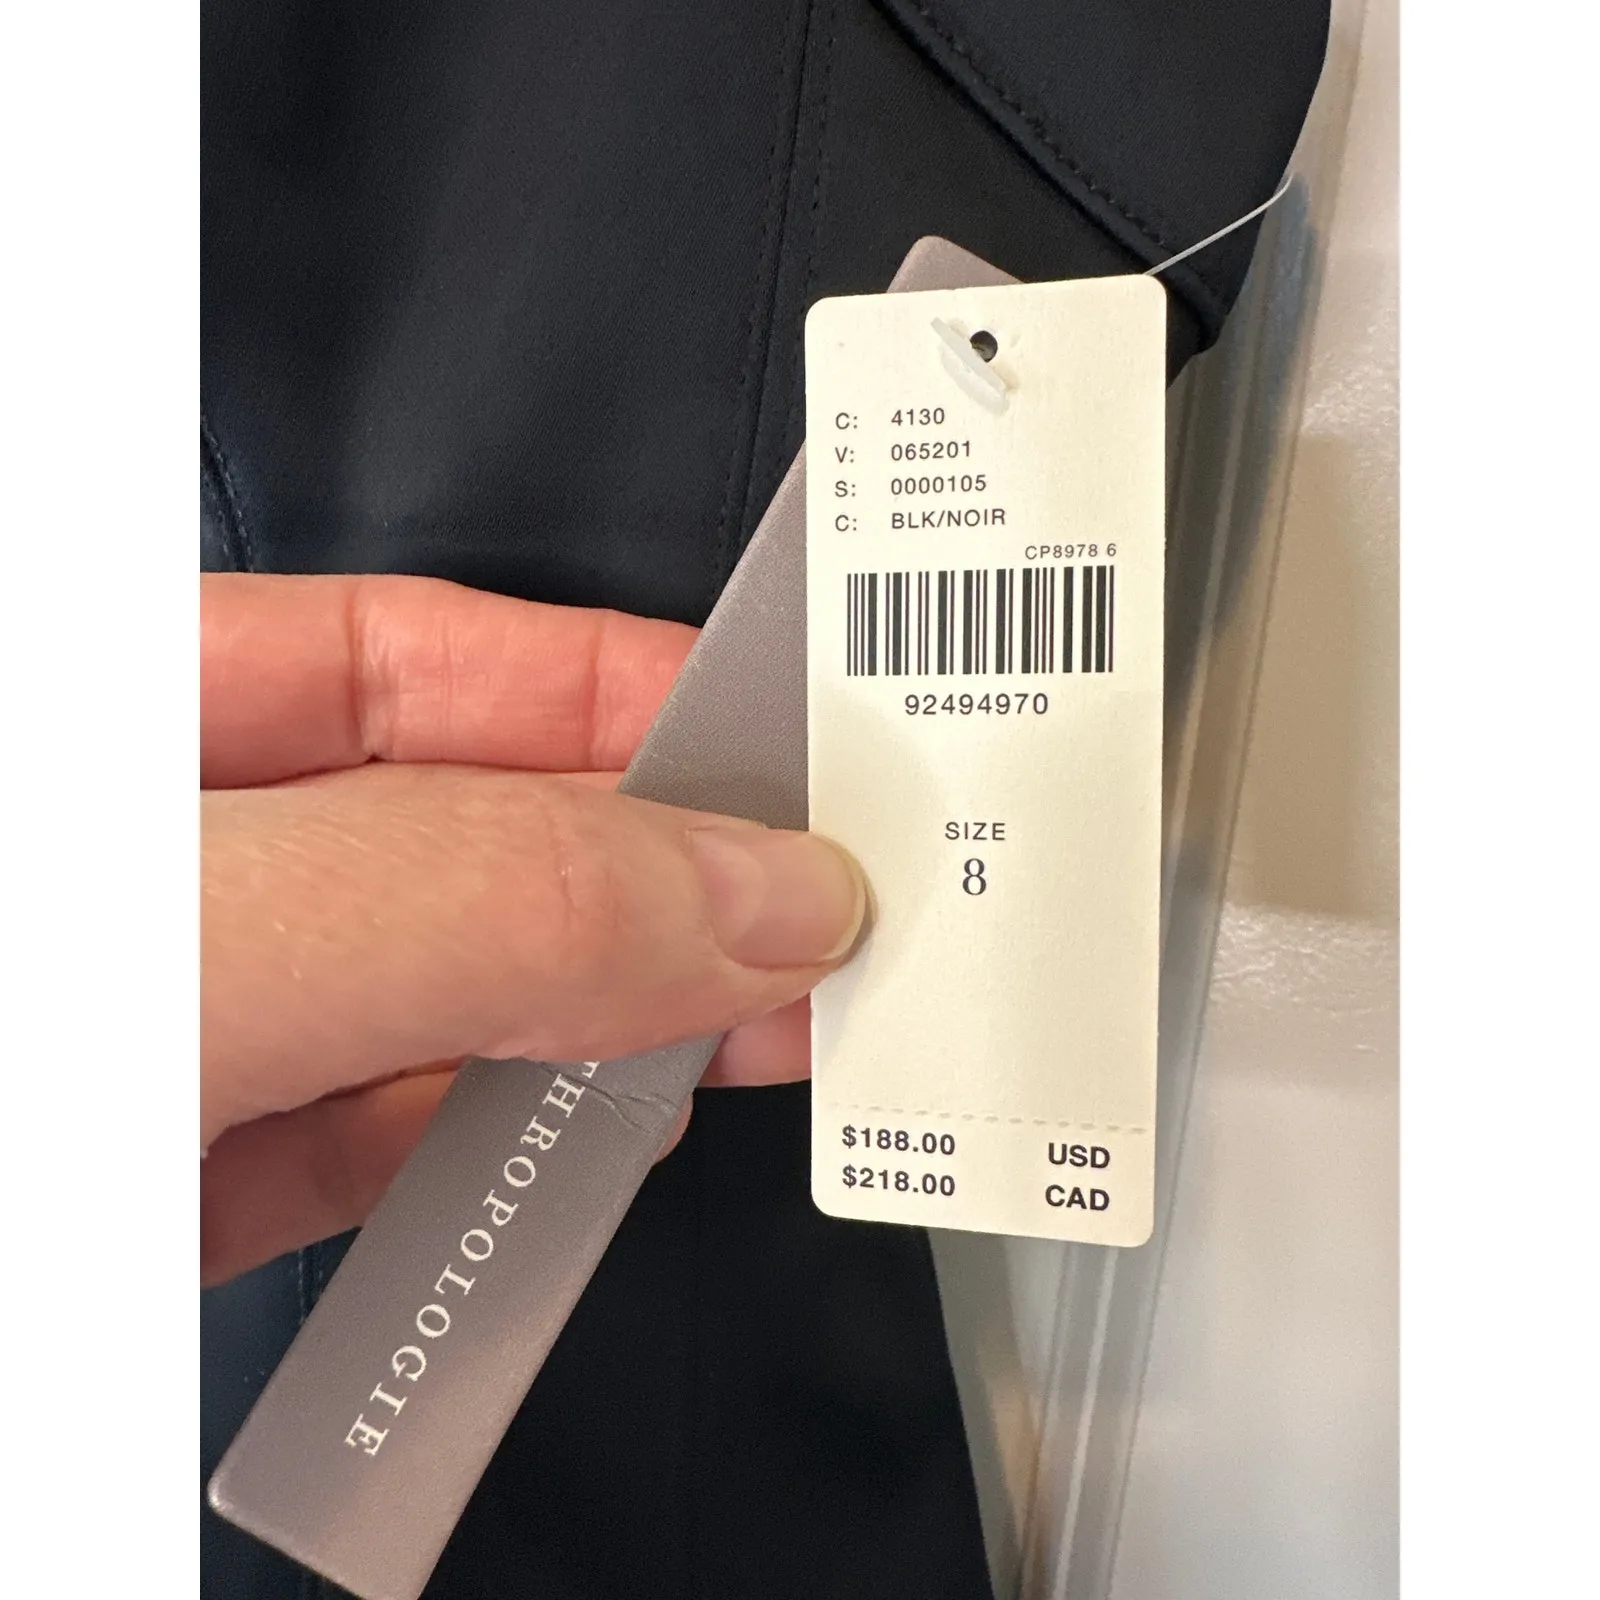 C: 4130
V: 065201
S: 0000105
C: BLK/NOIR
CP8978 6
92494970
SIZE
8
$188.00 USD
$218.00 CAD
THROPOLOGIE